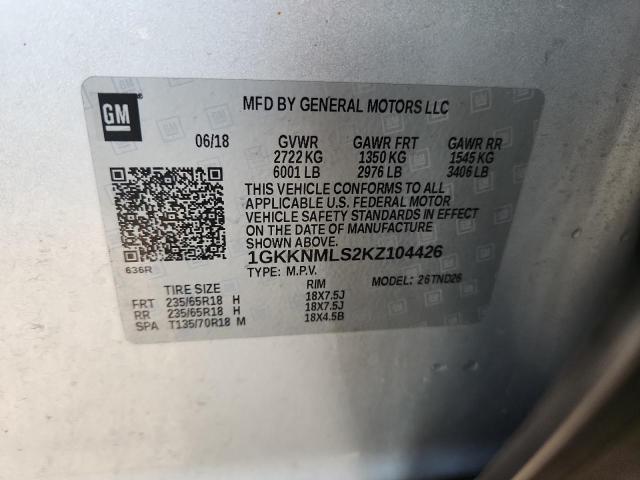 GM
MFD BY GENERAL MOTORS LLC
06/18 GVWR GAWR FRT GAWR RR
2722 KG 1350 KG 1545 KG
6001 LB 2976 LB 3406 LB
THIS VEHICLE CONFORMS TO ALL
APPLICABLE U.S. FEDERAL MOTOR
VEHICLE SAFETY STANDARDS IN EFFECT
ON THE DATE OF MANUFACTURE
SHOWN ABOVE.
1GKKNMLS2KZ104426
636R
TYPE: M.P.V. MODEL: 26TND26
TIRE SIZE RIM
FRT 235/65R18 H 18X7.5J
RR 235/65R18 H 18X7.5J
SPA T135/70R18 M 18X4.5B